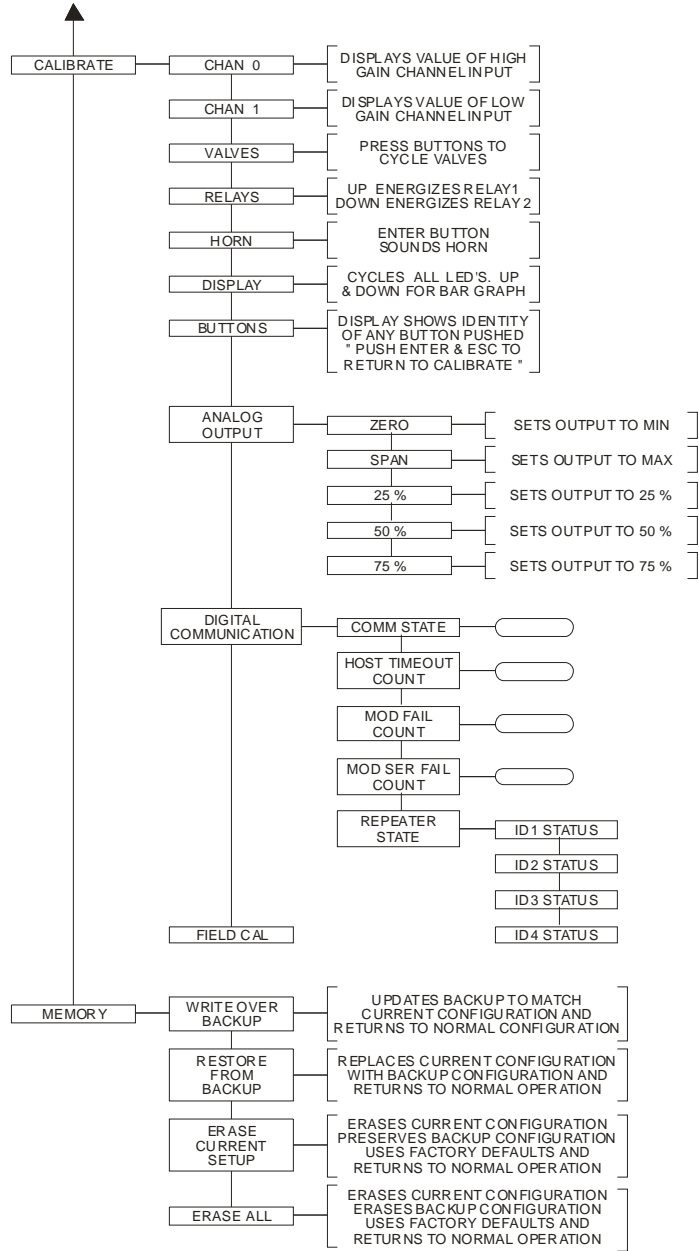 CALIBRATE
CHAN 0
DISPLAYS VALUE OF HIGH
GAIN CHANNEL INPUT
CHAN 1
DISPLAYS VALUE OF LOW
GAIN CHANNEL INPUT
VALVES
PRESS BUTTONS TO
CYCLE VALVES
RELAYS
UP ENERGIZES RELAY 1
DOWN ENERGIZES RELAY 2
HORN
ENTER BUTTON
SOUNDS HORN
DISPLAY
CYCLES ALL LED'S. UP
& DOWN FOR BAR GRAPH
BUTTONS
DISPLAY SHOWS IDENTITY
OF ANY BUTTON PUSHED
" PUSH ENTER & ESC TO
RETURN TO CALIBRATE "
ANALOG
OUTPUT
ZERO
SETS OUTPUT TO MIN
SPAN
SETS OUTPUT TO MAX
25 %
SETS OUTPUT TO 25 %
50 %
SETS OUTPUT TO 50 %
75 %
SETS OUTPUT TO 75 %
DIGITAL
COMMUNICATION
COMM STATE
HOST TIMEOUT
COUNT
MOD FAIL
COUNT
MOD SER FAIL
COUNT
REPEATER
STATE
ID1 STATUS
ID2 STATUS
ID3 STATUS
ID4 STATUS
FIELD CAL
MEMORY
WRITE OVER
BACKUP
UPDATES BACKUP TO MATCH
CURRENT CONFIGURATION AND
RETURNS TO NORMAL CONFIGURATION
RESTORE
FROM
BACKUP
REPLACES CURRENT CONFIGURATION
WITH BACKUP CONFIGURATION AND
RETURNS TO NORMAL OPERATION
ERASE
CURRENT
SETUP
ERASES CURRENT CONFIGURATION
PRESERVES BACKUP CONFIGURATION
USES FACTORY DEFAULTS AND
RETURNS TO NORMAL OPERATION
ERASE ALL
ERASES CURRENT CONFIGURATION
ERASES BACKUP CONFIGURATION
USES FACTORY DEFAULTS AND
RETURNS TO NORMAL OPERATION